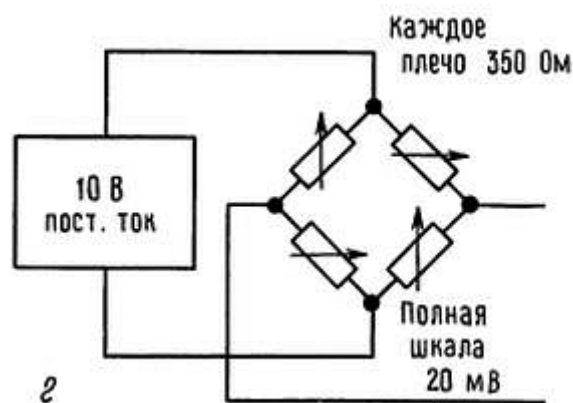 Каждое
плечо 350 Ом
10 В
пост. ток
Полная
шкала
20 мВ
г